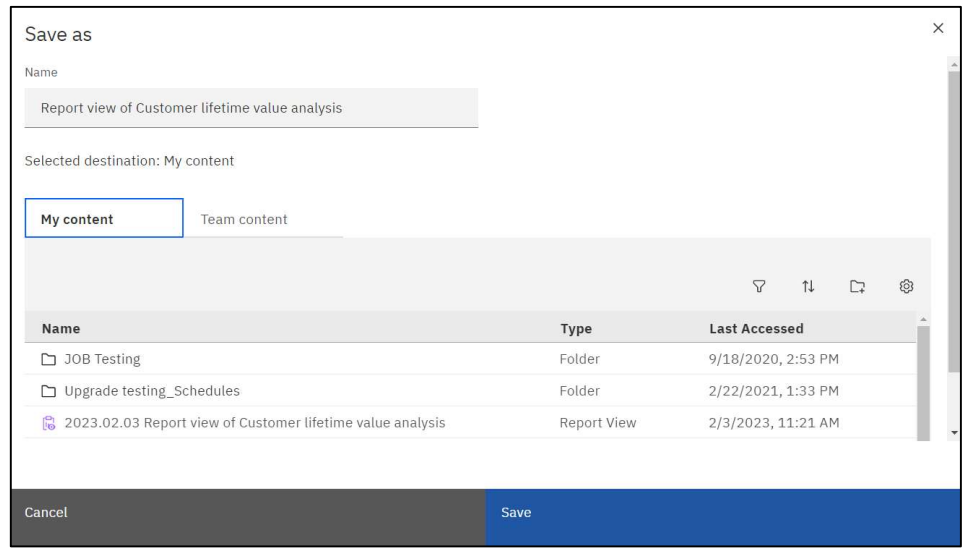 Save as
Name
Report view of Customer lifetime value analysis
Selected destination: My content
My content Team content
Name Type Last Accessed
JOB Testing Folder 9/18/2020, 2:53 PM
Upgrade testing_Schedules Folder 2/22/2021, 1:33 PM
2023.02.03 Report view of Customer lifetime value analysis Report View 2/3/2023, 11:21 AM
Cancel Save